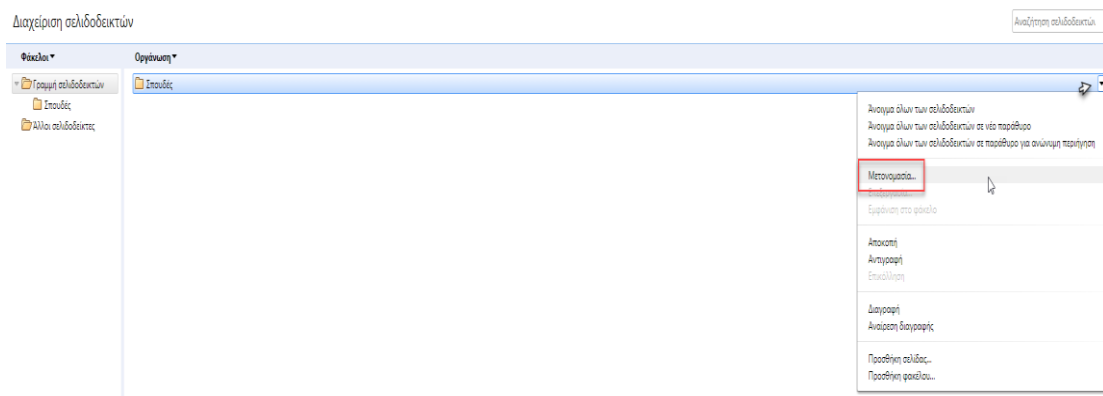 Διαχείριση σελιδοδεικτών
Αναζήτηση σελιδοδεικτών
Φάκελοι
Οργάνωση
Γραμμή σελιδοδεικτών
Σπουδές
Σπουδές
Άλλοι σελιδοδείκτες
Άνοιγμα όλων των σελιδοδεικτών
Άνοιγμα όλων των σελιδοδεικτών σε νέο παράθυρο
Άνοιγμα όλων των σελιδοδεικτών σε παράθυρο για ανώνυμη περιήγηση
Μετονομασία...
Επεξεργασία...
Εμφάνιση στο φάκελο
Αποκοπή
Αντιγραφή
Επικόλληση
Διαγραφή
Αναίρεση διαγραφής
Προσθήκη σελίδας...
Προσθήκη φακέλου...